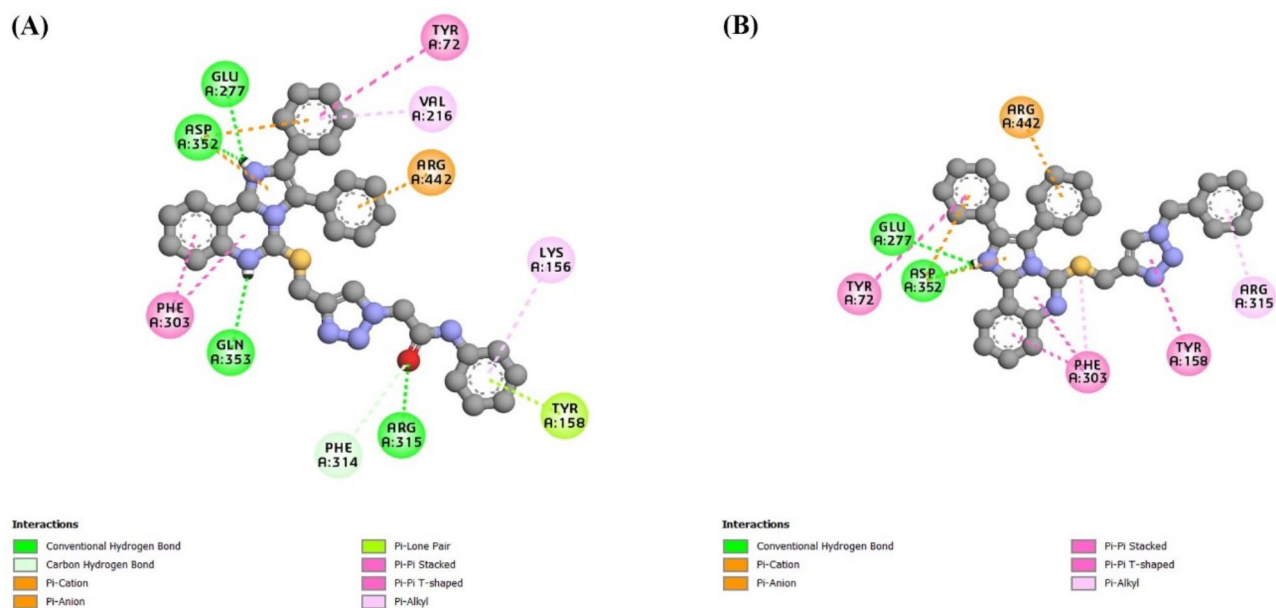 (A)
TYR
A:72
GLU
A:277
VAL
A:216
ASP
A:352
ARG
A:442
LYS
A:156
PHE
A:303
GLN
A:353
TYR
A:158
ARG
A:315
PHE
A:314
Interactions
Conventional Hydrogen Bond
Carbon Hydrogen Bond
Pi-Cation
Pi-Anion
Pi-Lone Pair
Pi-Pi Stacked
Pi-Pi T-shaped
Pi-Alkyl
(B)
ARG
A:442
GLU
A:277
ASP
A:352
TYR
A:72
ARG
A:315
TYR
A:158
PHE
A:303
Interactions
Conventional Hydrogen Bond
Pi-Cation
Pi-Anion
Pi-Pi Stacked
Pi-Pi T-shaped
Pi-Alkyl